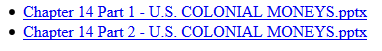 • Chapter 14 Part 1 - U.S. COLONIAL MONEYS.pptx
• Chapter 14 Part 2 - U.S. COLONIAL MONEYS.pptx